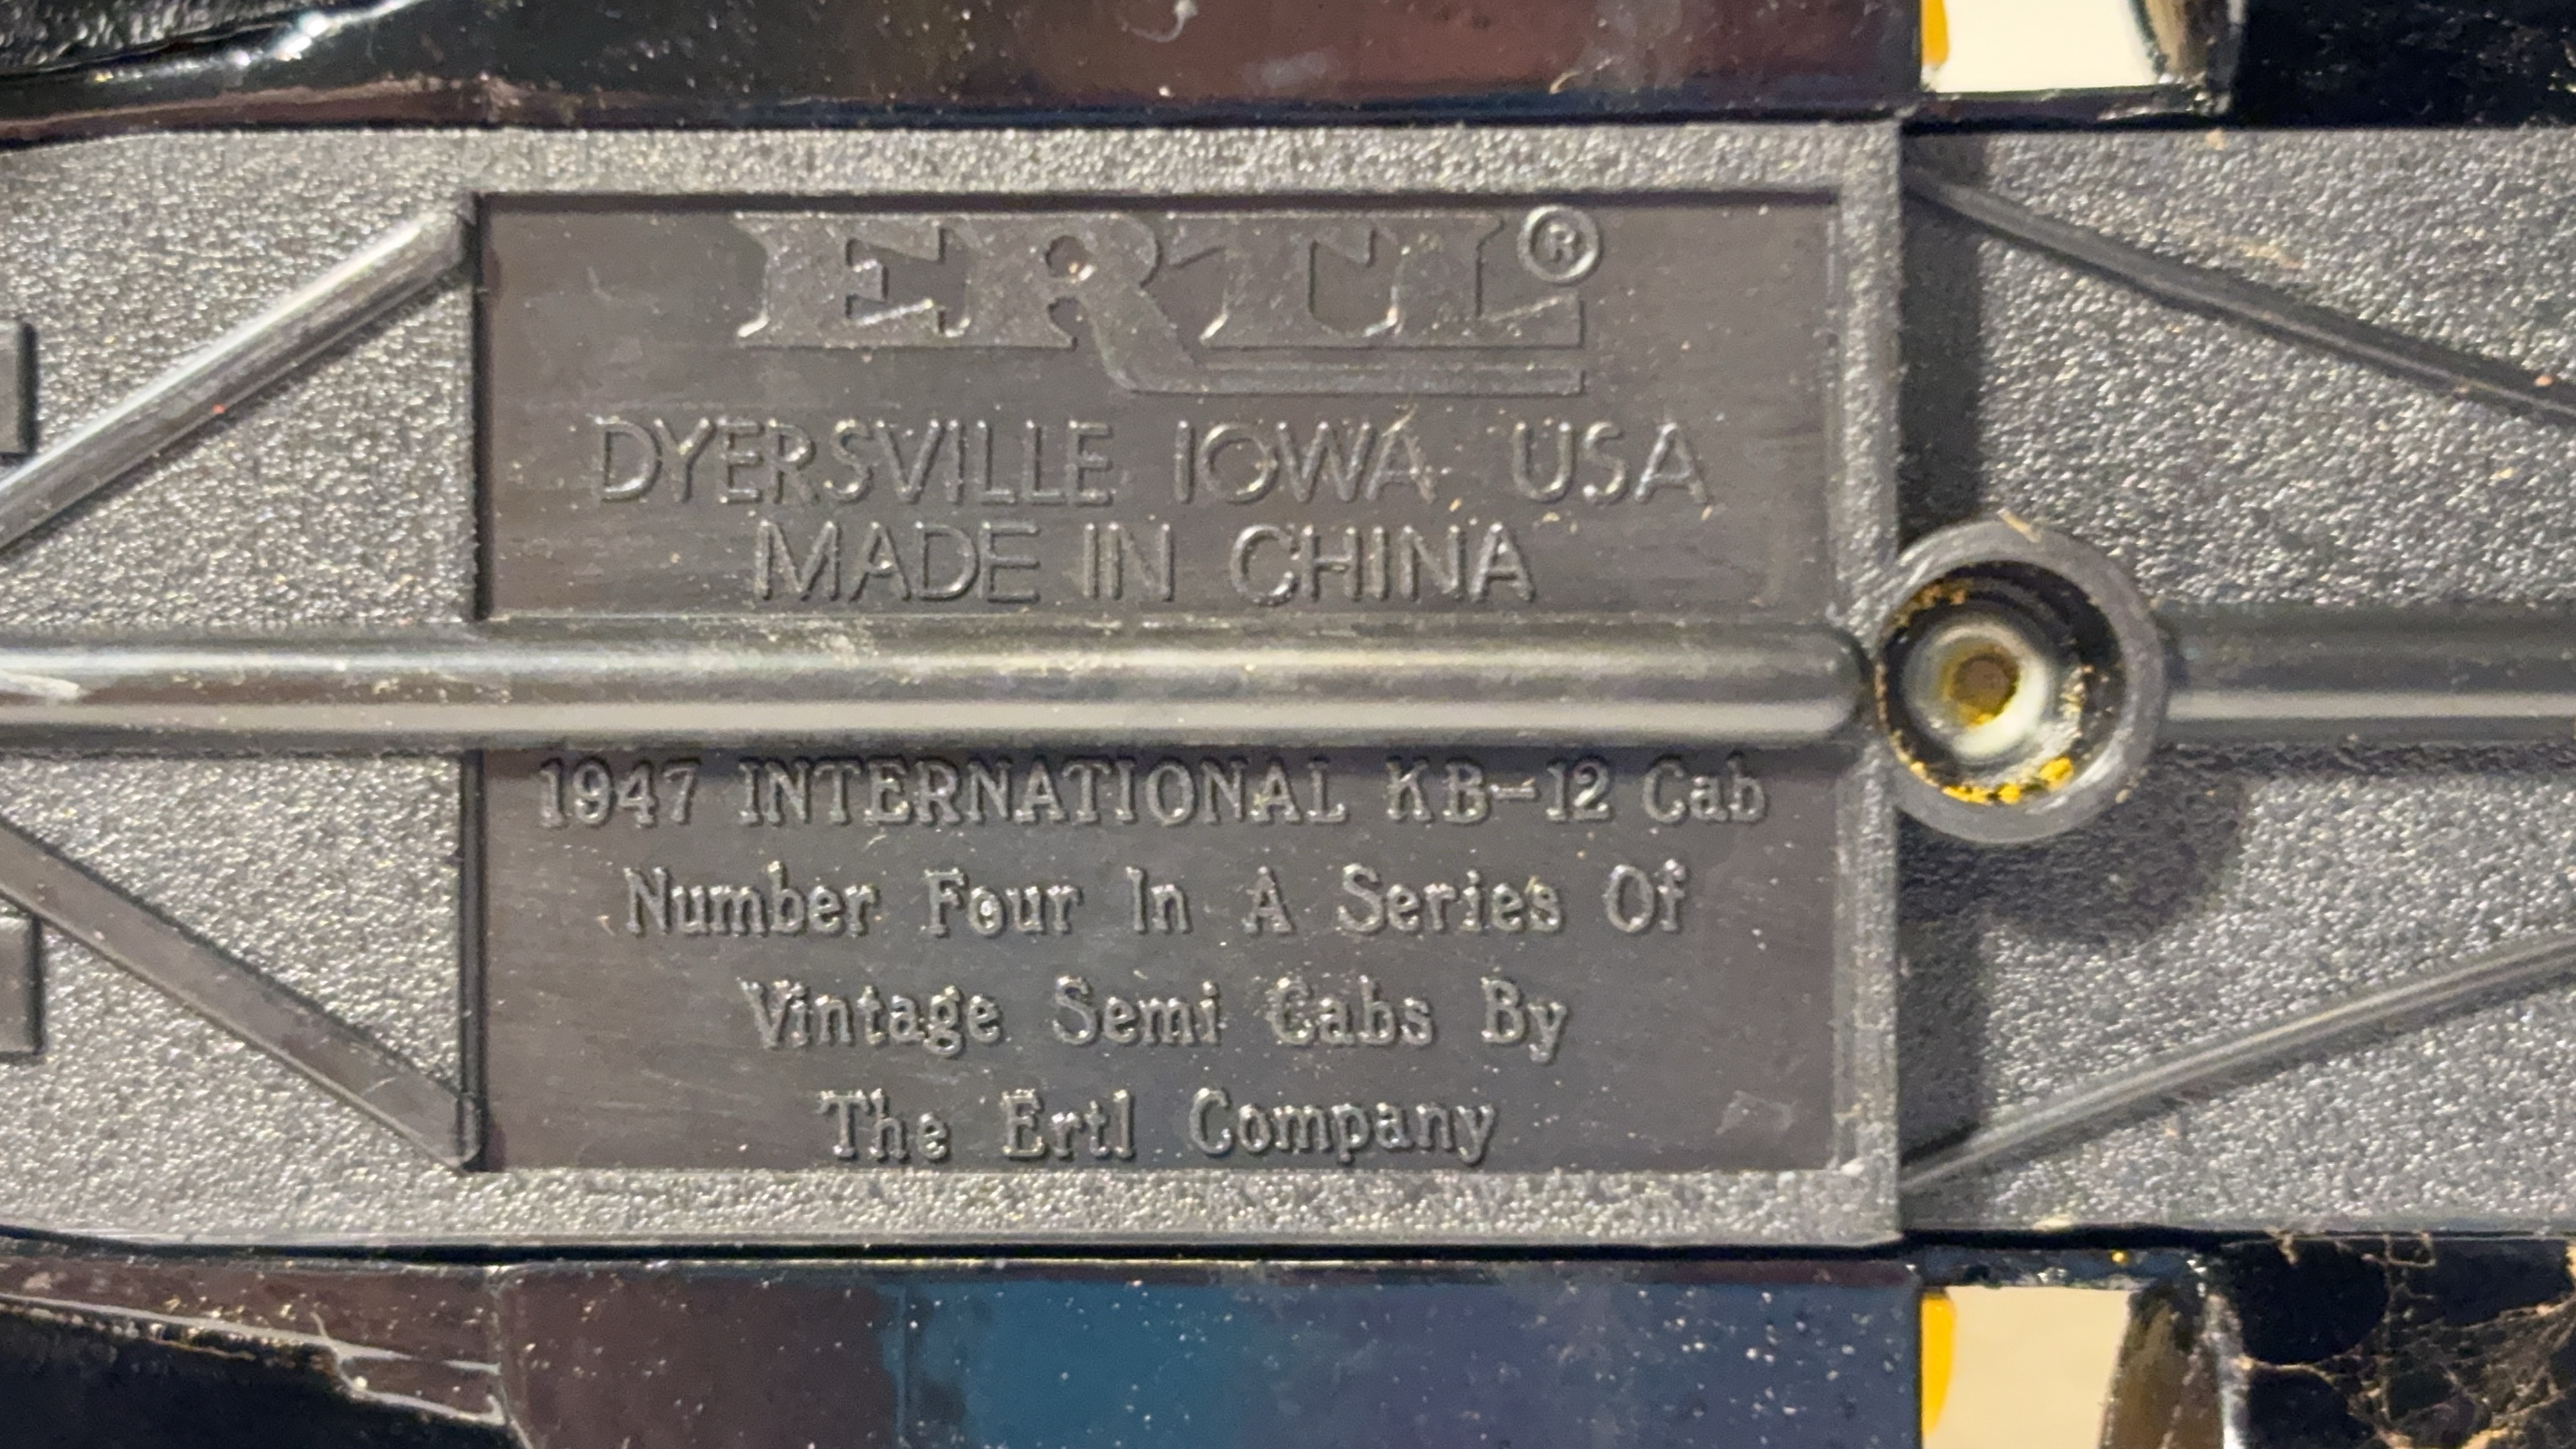 ERTL®
DYERSVILLE IOWA USA
MADE IN CHINA
1947 INTERNATIONAL KB-12 Cab
Number Four In A Series Of
Vintage Semi Cabs By
The Ertl Company